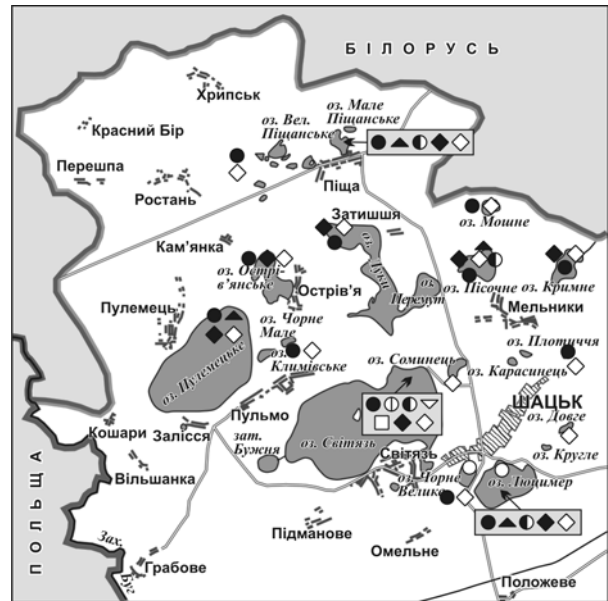 БІЛОРУСЬ
Хрипськ
Красний Бір
оз. Вел.
Піщанське
оз. Мале
Піщанське
Перешпа
Ростань
Піща
Затишшя
оз. Мошне
Кам’янка
оз. Острі-
в’янське
оз. Луки
оз.
Перемут
оз. Пісочне
оз. Кримне
Пулемець
Острів’я
Мельники
оз. Чорне
Мале
оз. Плотиччя
оз.
Климівське
оз. Соминець
оз. Карасинець
оз. Пулемецьке
Пульмо
ШАЦЬК
Кошари
Залісся
зат.
Бужня
оз. Світязь
оз. Довге
Світязь
оз. Кругле
Вільшанка
оз. Чорне
Велике
оз. Люцимер
ПОЛЬЩА
Підманове
Омельне
Зах.
Буг
Грабове
Положеве